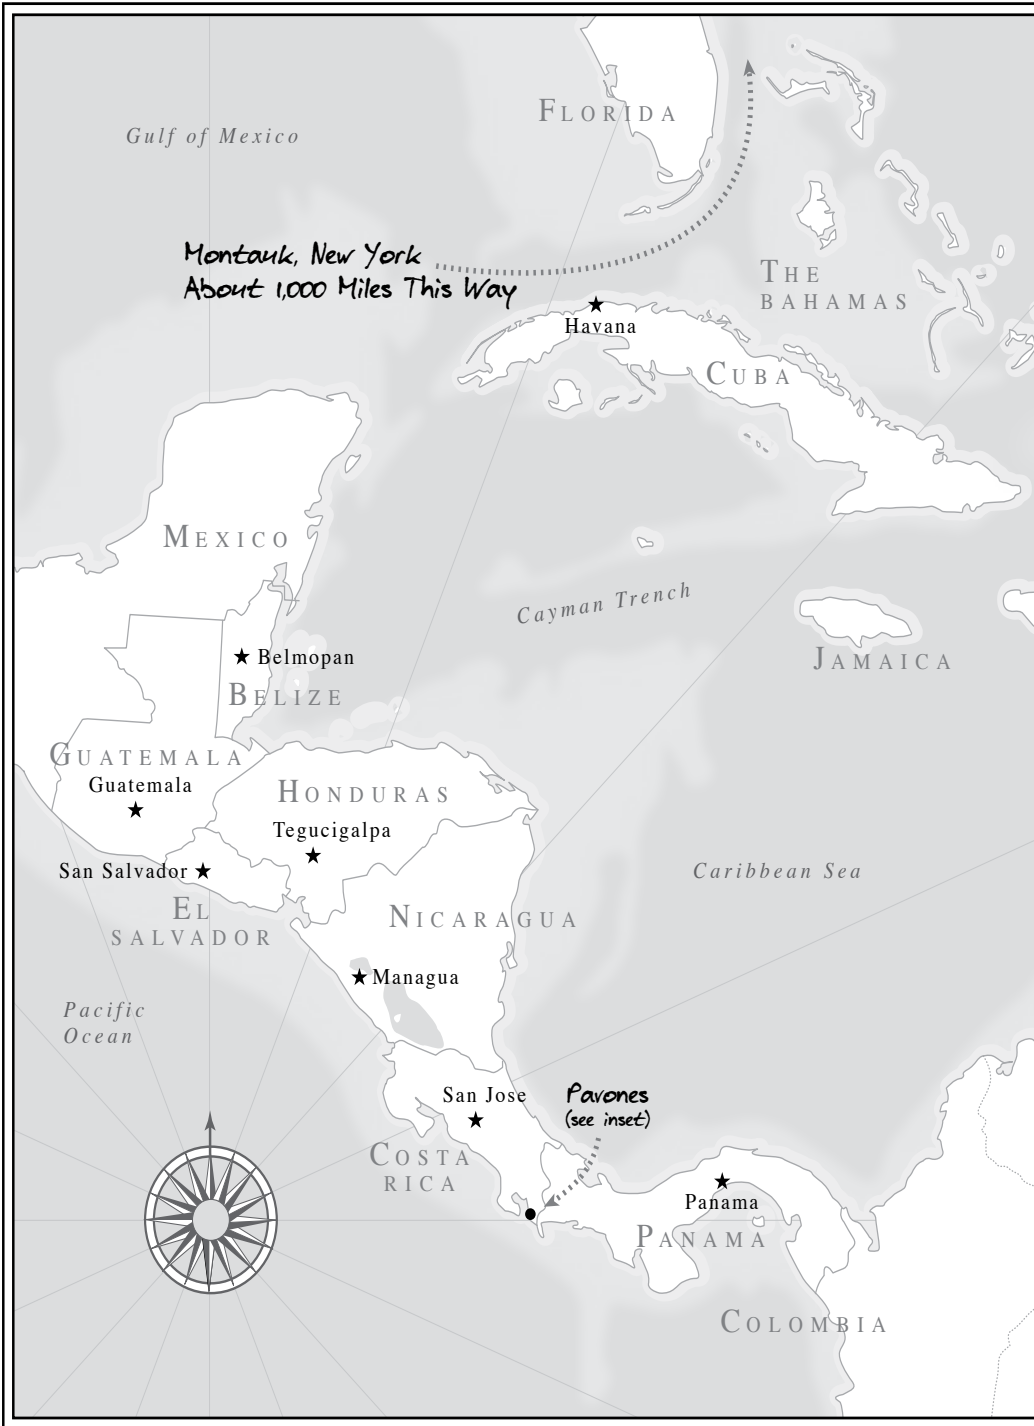 FLORIDA
Gulf of Mexico
Montauk, New York
About 1,000 Miles This Way
THE
BAHAMAS
Havana
CUBA
MEXICO
Cayman Trench
Belmopan
JAMAICA
BELIZE
GUATEMALA
Guatemala
HONDURAS
Tegucigalpa
San Salvador
Caribbean Sea
EL
SALVADOR
NICARAGUA
Managua
Pacific
Ocean
San Jose
Pavones
(see inset)
COSTA
RICA
Panama
PANAMA
COLOMBIA